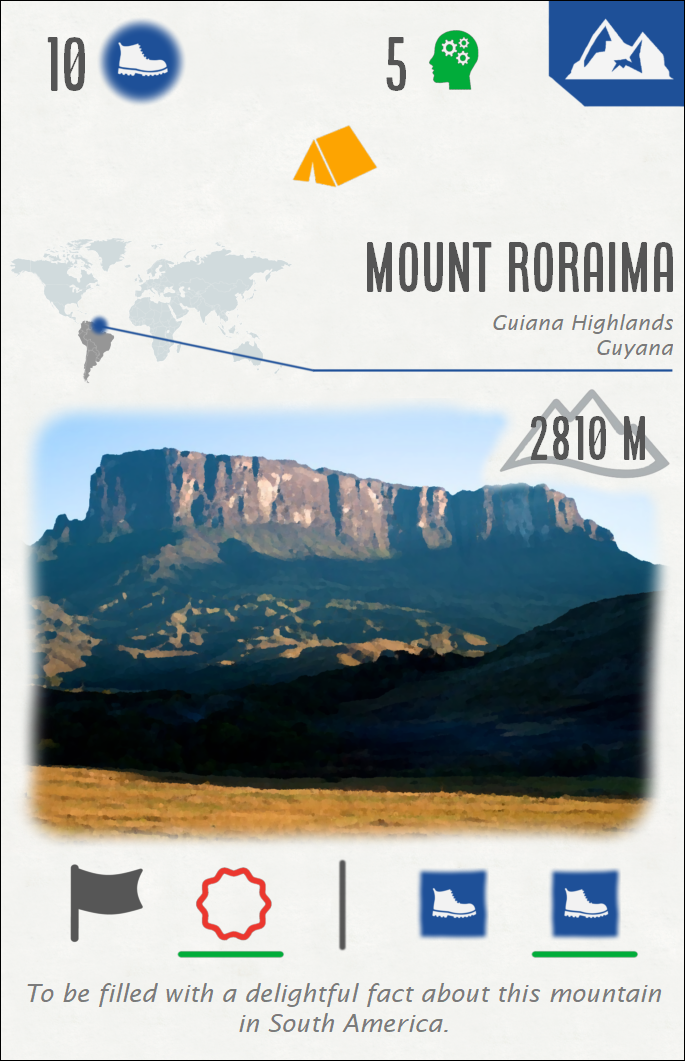 10
5
MOUNT RORAIMA
Guiana Highlands
Guyana
2810 M
To be filled with a delightful fact about this mountain
in South America.